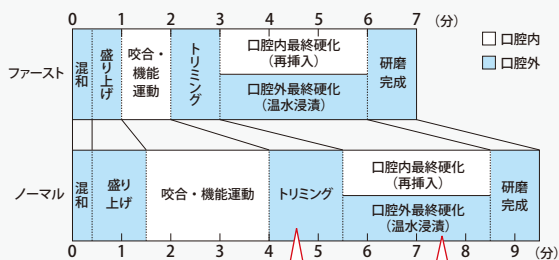 0 1 2 3 4 5 6 7 (分)
口腔内
口腔外
ファースト
混和
盛り上げ
咬合・
機能
運動
トリミング
口腔内最終硬化
(再挿入)
口腔外最終硬化
(温水浸漬)
研磨
完成
ノーマル
混和
盛り
上げ
咬合・機能運動
トリミング
口腔内最終硬化
(再挿入)
口腔外最終硬化
(温水浸漬)
研磨
完成
0 1 2 3 4 5 6 7 8 9 (分)